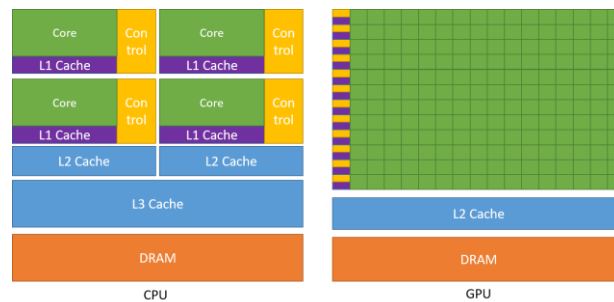 Core
Con
trol
L1 Cache
Core
Con
trol
L1 Cache
Core
Con
trol
L1 Cache
Core
Con
trol
L1 Cache
L2 Cache
L2 Cache
L3 Cache
DRAM
CPU
L2 Cache
DRAM
GPU